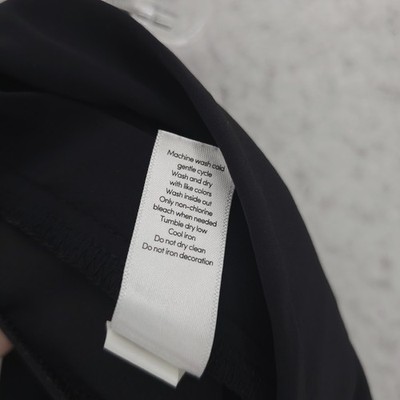 Machine wash cold
gentle cycle
Wash and dry
with like colors
Wash inside out
Only non-chlorine
bleach when needed
Tumble dry low
Cool iron
Do not dry clean
Do not iron decoration